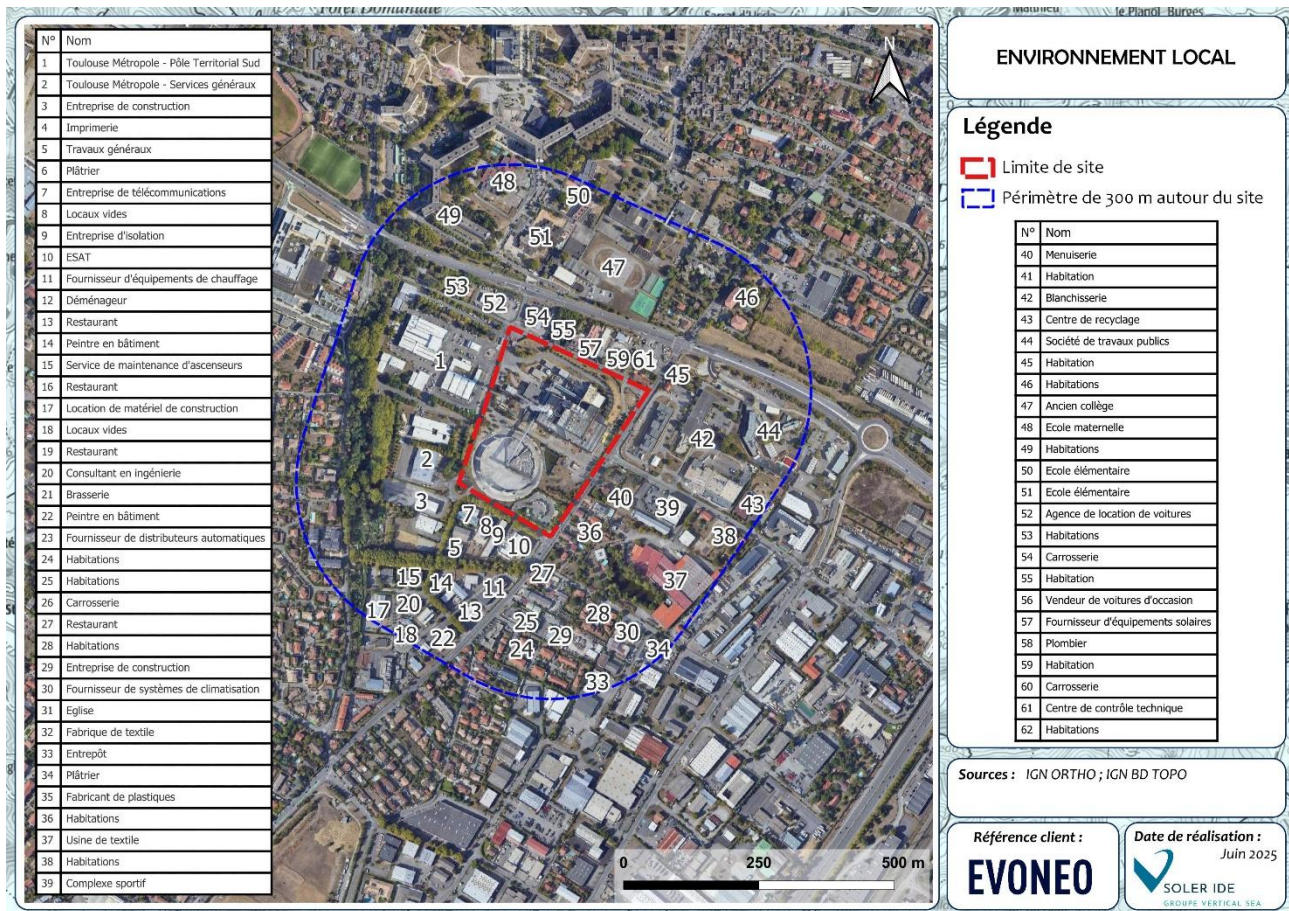 N° Nom
1 Toulouse Métropole - Pôle Territorial Sud
2 Toulouse Métropole - Services généraux
3 Entreprise de construction
4 Imprimerie
5 Travaux généraux
6 Plâtrier
7 Entreprise de télécommunications
8 Locaux vides
9 Entreprise d'isolation
10 ESAT
11 Fournisseur d'équipements de chauffage
12 Déménageur
13 Restaurant
14 Peintre en bâtiment
15 Service de maintenance d'ascenseurs
16 Restaurant
17 Location de matériel de construction
18 Locaux vides
19 Restaurant
20 Consultant en ingénierie
21 Brasserie
22 Peintre en bâtiment
23 Fournisseur de distributeurs automatiques
24 Habitations
25 Habitations
26 Carrosserie
27 Restaurant
28 Habitations
29 Entreprise de construction
30 Fournisseur de systèmes de climatisation
31 Eglise
32 Fabrique de textile
33 Entrepôt
34 Plâtrier
35 Fabricant de plastiques
36 Habitations
37 Usine de textile
38 Habitations
39 Complexe sportif
N
48
50
49
51
47
53
52
46
54
55
57
59
61
1
45
42
44
2
3
40
39
43
7
8
9
36
38
5
10
27
37
15
14
11
17
20
13
28
25
18
22
29
30
24
34
33
0 250 500 m
ENVIRONNEMENT LOCAL
Légende
Limite de site
Périmètre de 300 m autour du site
N° Nom
40 Menuiserie
41 Habitation
42 Blanchisserie
43 Centre de recyclage
44 Société de travaux publics
45 Habitation
46 Habitations
47 Ancien collège
48 Ecole maternelle
49 Habitations
50 Ecole élémentaire
51 Ecole élémentaire
52 Agence de location de voitures
53 Habitations
54 Carrosserie
55 Habitation
56 Vendeur de voitures d'occasion
57 Fournisseur d'équipements solaires
58 Plombier
59 Habitation
60 Carrosserie
61 Centre de contrôle technique
62 Habitations
Sources : IGN ORTHO ; IGN BD TOPO
Référence client :
EVONEO
Date de réalisation :
Juin 2025
SOLER IDE
GROUPE VERTICAL SEA